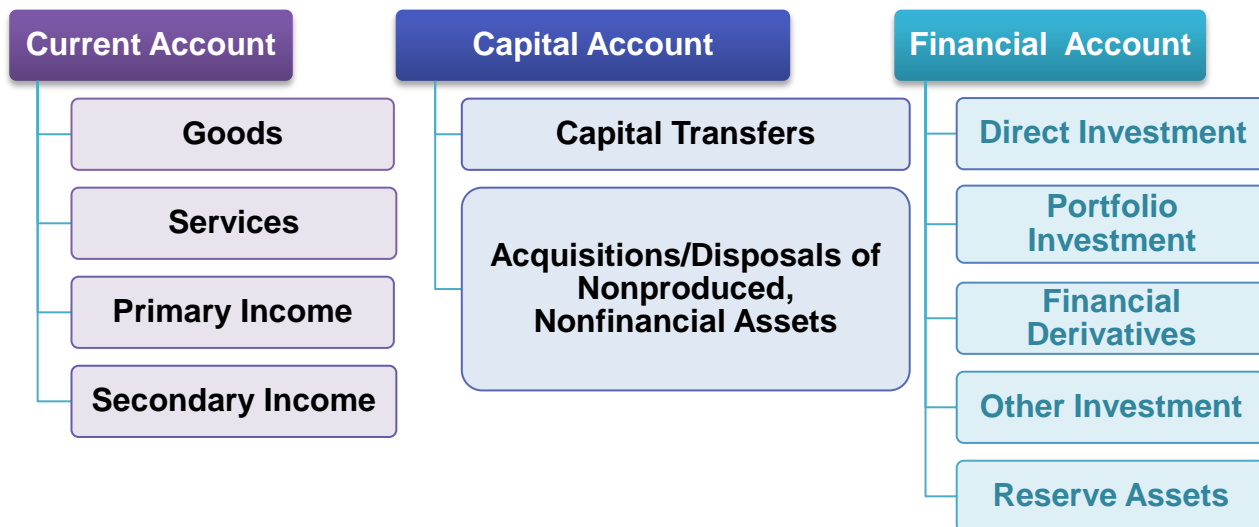 Current Account
Goods
Services
Primary Income
Secondary Income
Capital Account
Capital Transfers
Acquisitions/Disposals of
Nonproduced,
Nonfinancial Assets
Financial Account
Direct Investment
Portfolio
Investment
Financial
Derivatives
Other Investment
Reserve Assets